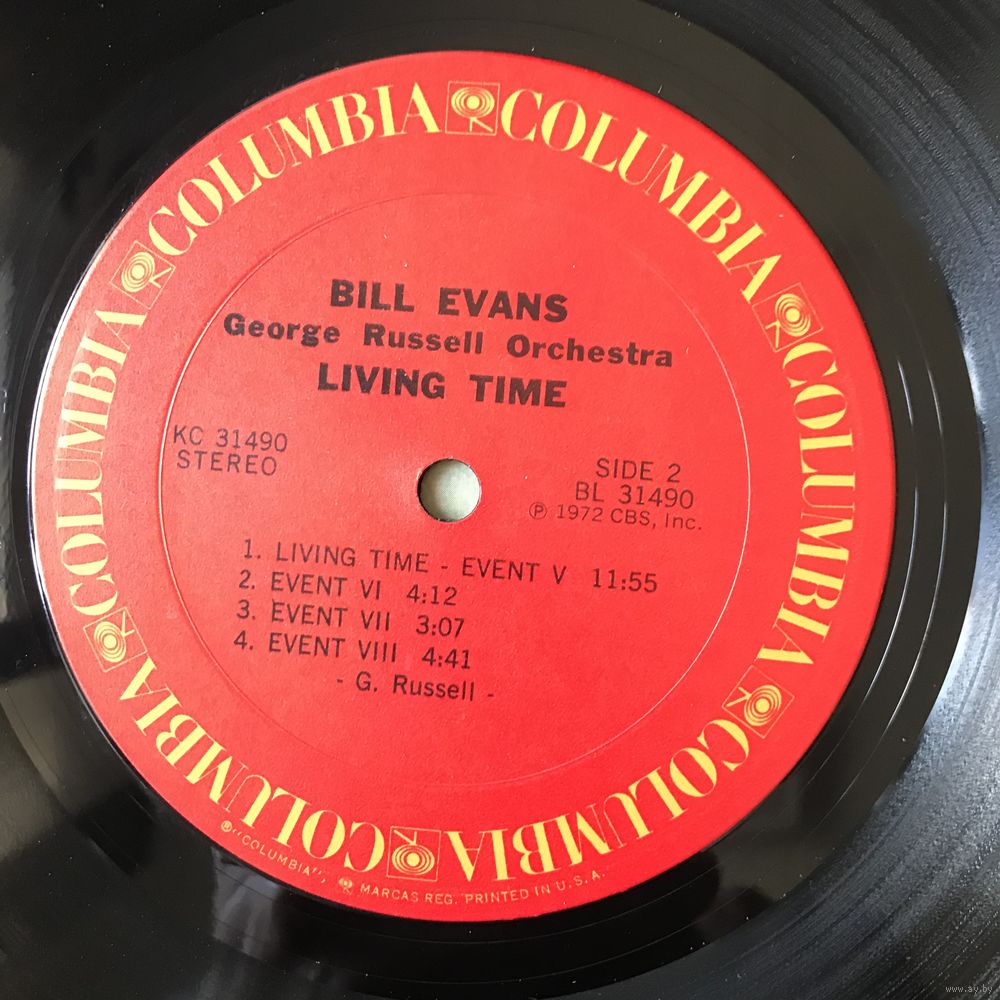 COLUMBIA COLUMBIA COLUMBIA COLUMBIA COLUMBIA COLUMBIA
BILL EVANS
George Russell Orchestra
LIVING TIME
KC 31490
STEREO
SIDE 2
BL 31490
℗ 1972 CBS, Inc.
1. LIVING TIME - EVENT V 11:55
2. EVENT VI 4:12
3. EVENT VII 3:07
4. EVENT VIII 4:41
- G. Russell -
® "COLUMBIA", MARCAS REG. PRINTED IN U.S.A.
www.ay.by